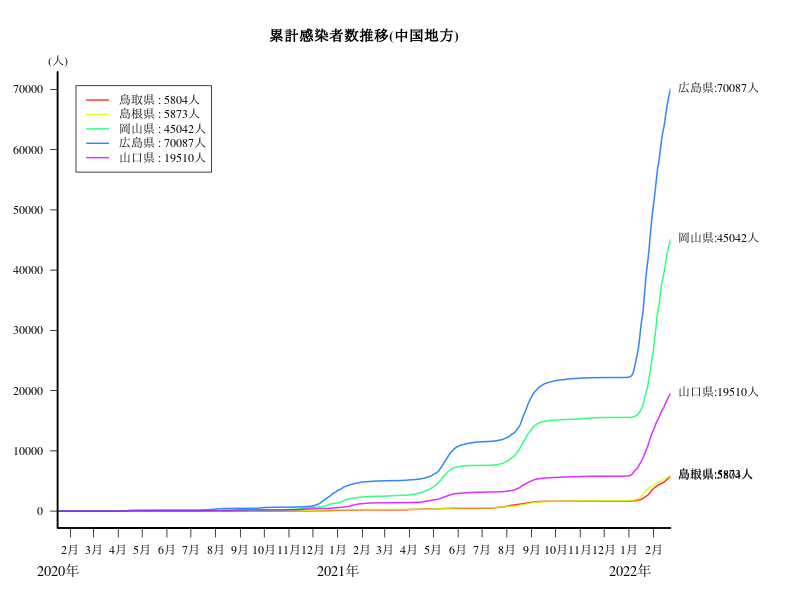 累計感染者数推移(中国地方)
(人)
70000
60000
50000
40000
30000
20000
10000
0
鳥取県 : 5804人
島根県 : 5873人
岡山県 : 45042人
広島県 : 70087人
山口県 : 19510人
広島県:70087人
岡山県:45042人
山口県:19510人
2月 3月 4月 5月 6月 7月 8月 9月 10月 11月 12月 1月 2月 3月 4月 5月 6月 7月 8月 9月 10月 11月 12月 1月 2月
2020年 2021年 2022年